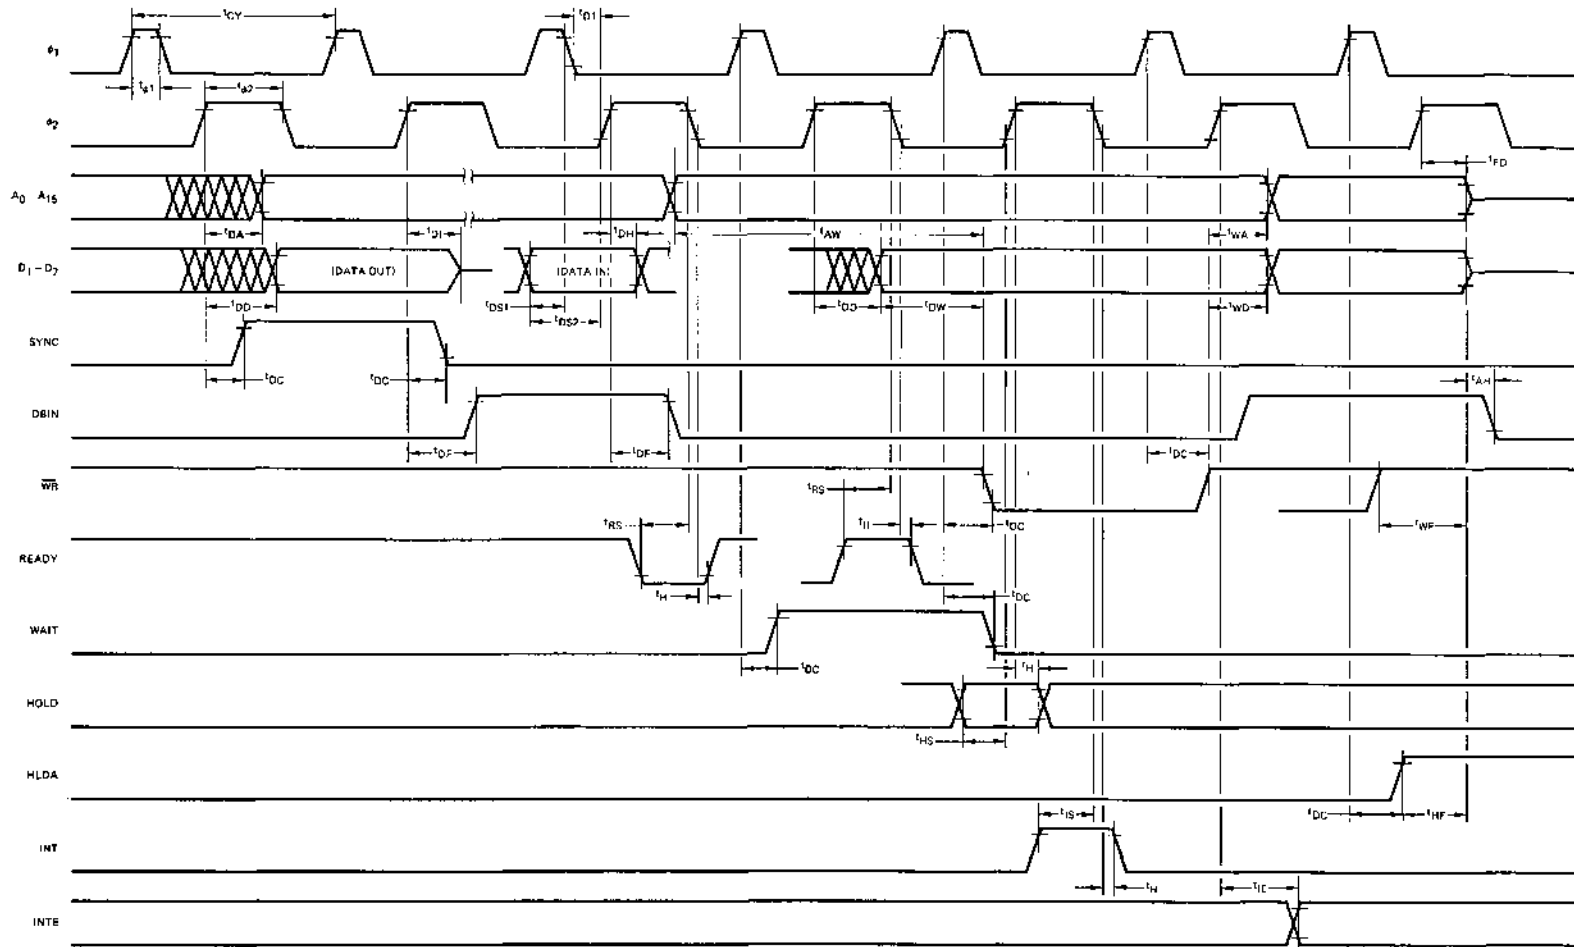 tCY
tD1
φ1
tφ1
tφ2
φ2
tFD
A0 A15
tDA
tDI
tDH
tAW
tWA
D1-D7
(DATA OUT)
(DATA IN)
tDD
tDS1
tDS2
tDD
tDW
tWD
SYNC
tDC
tDC
tAH
DBIN
tDF
tDF
tDC
WR
tRS
tRS
tH
tDC
tWF
READY
tH
tDC
WAIT
tDC
tH
HOLD
tHS
HLDA
tDC
tHF
tIS
INT
tH
tIE
INTE